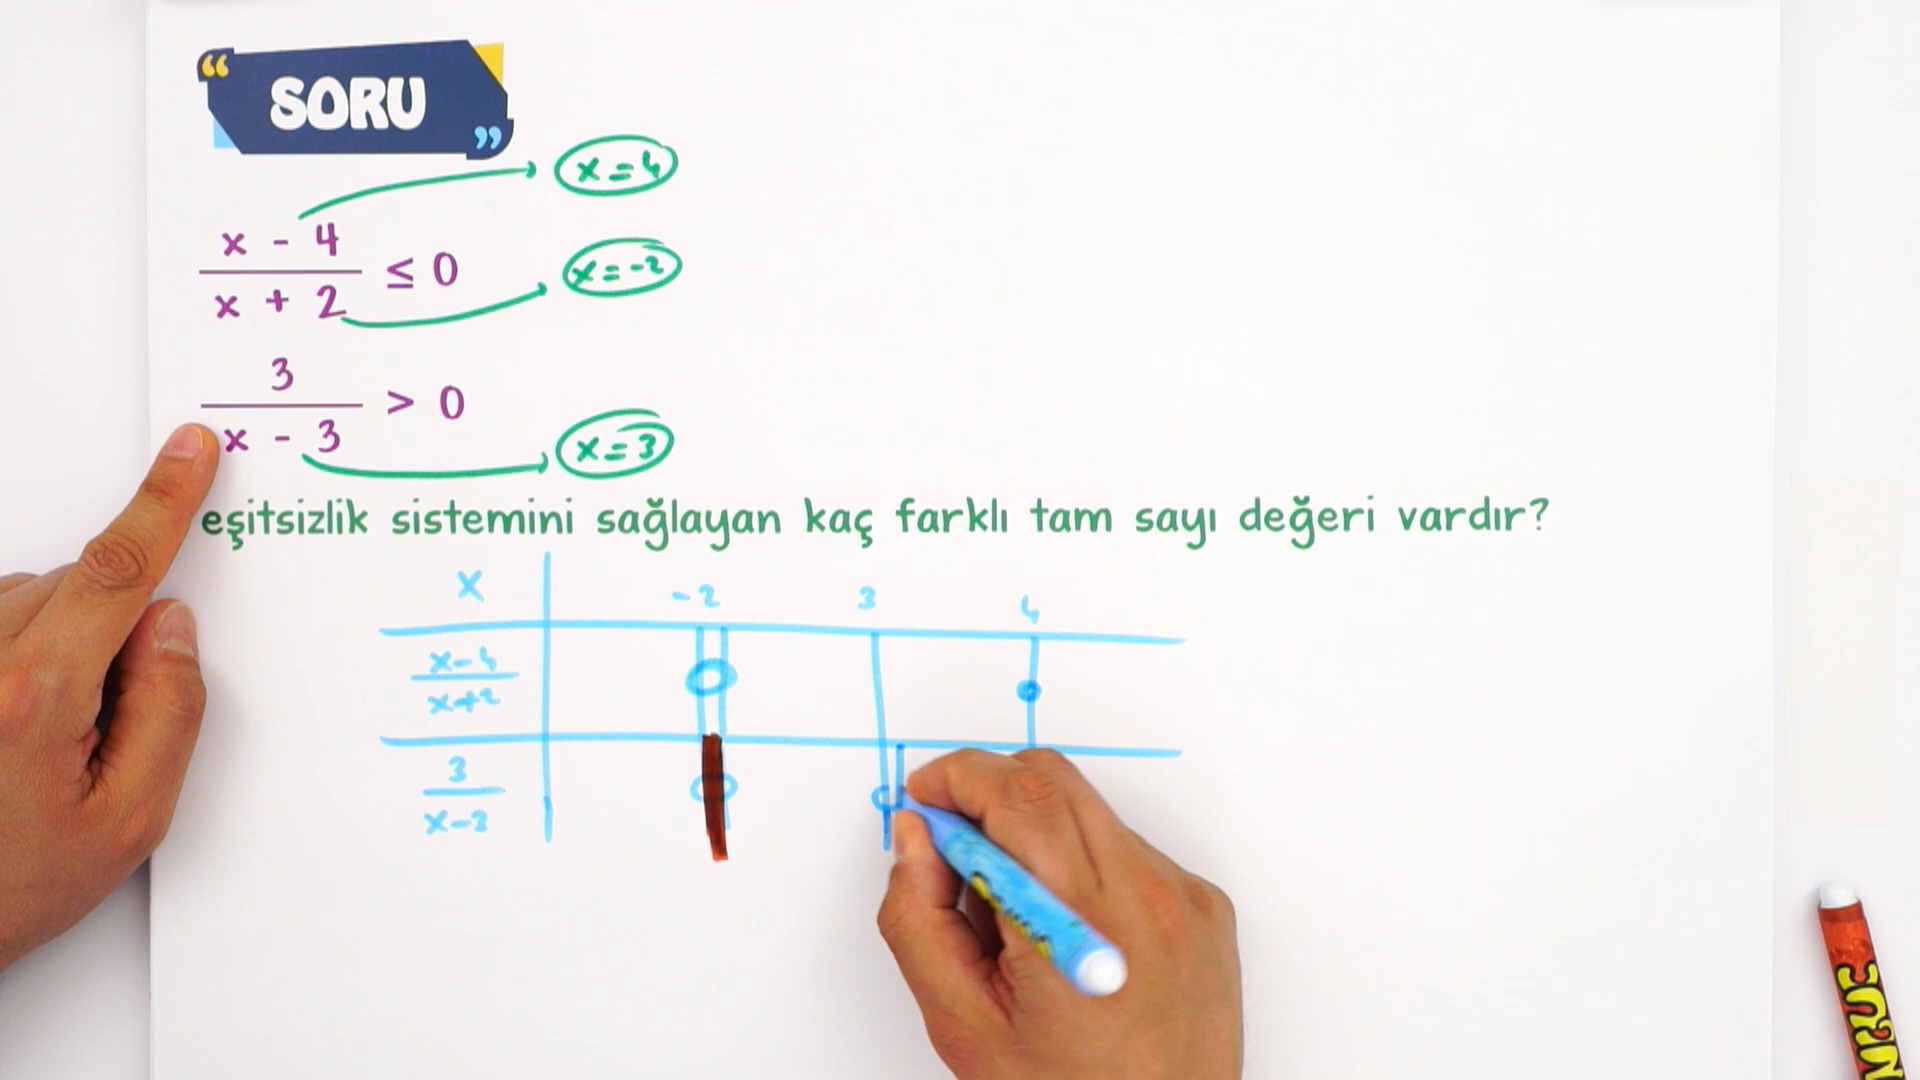 “ SORU ”
x = 4
x - 4
x + 2
≤ 0
x = -2
3
x - 3
> 0
x = 3
eşitsizlik sistemini sağlayan kaç farklı tam sayı değeri vardır?
x -2 3 4
x-4
x+2
3
x-3